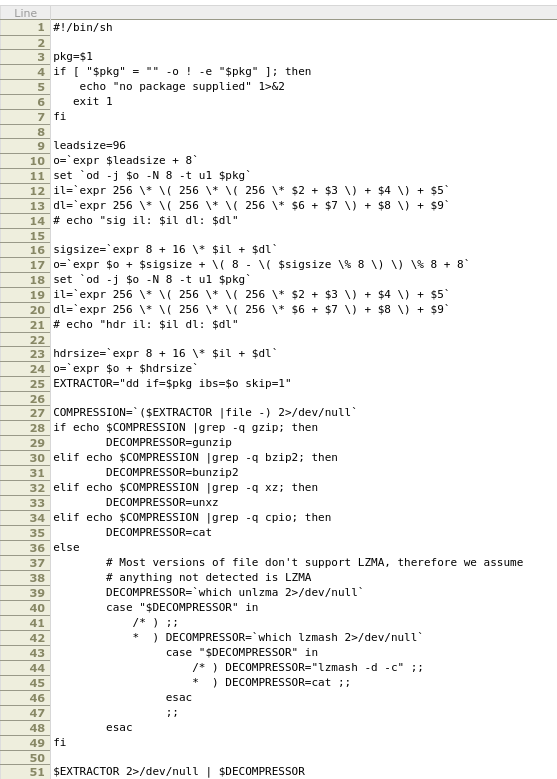 Line
1 #!/bin/sh
2
3 pkg=$1
4 if [ "$pkg" = "" -o ! -e "$pkg" ]; then
5     echo "no package supplied" 1>&2
6    exit 1
7 fi
8
9 leadsize=96
10 o=`expr $leadsize + 8`
11 set `od -j $o -N 8 -t u1 $pkg`
12 il=`expr 256 \* \( 256 \* \( 256 \* $2 + $3 \) + $4 \) + $5`
13 dl=`expr 256 \* \( 256 \* \( 256 \* $6 + $7 \) + $8 \) + $9`
14 # echo "sig il: $il dl: $dl"
15
16 sigsize=`expr 8 + 16 \* $il + $dl`
17 o=`expr $o + $sigsize + \( 8 - \( $sigsize \% 8 \) \) \% 8 + 8`
18 set `od -j $o -N 8 -t u1 $pkg`
19 il=`expr 256 \* \( 256 \* \( 256 \* $2 + $3 \) + $4 \) + $5`
20 dl=`expr 256 \* \( 256 \* \( 256 \* $6 + $7 \) + $8 \) + $9`
21 # echo "hdr il: $il dl: $dl"
22
23 hdrsize=`expr 8 + 16 \* $il + $dl`
24 o=`expr $o + $hdrsize`
25 EXTRACTOR="dd if=$pkg ibs=$o skip=1"
26
27 COMPRESSION=`($EXTRACTOR |file -) 2>/dev/null`
28 if echo $COMPRESSION |grep -q gzip; then
29         DECOMPRESSOR=gunzip
30 elif echo $COMPRESSION |grep -q bzip2; then
31         DECOMPRESSOR=bunzip2
32 elif echo $COMPRESSION |grep -q xz; then
33         DECOMPRESSOR=unxz
34 elif echo $COMPRESSION |grep -q cpio; then
35         DECOMPRESSOR=cat
36 else
37         # Most versions of file don't support LZMA, therefore we assume
38         # anything not detected is LZMA
39         DECOMPRESSOR=`which unlzma 2>/dev/null`
40         case "$DECOMPRESSOR" in
41             /* ) ;;
42             *  ) DECOMPRESSOR=`which lzmash 2>/dev/null`
43                  case "$DECOMPRESSOR" in
44                      /* ) DECOMPRESSOR="lzmash -d -c" ;;
45                      *  ) DECOMPRESSOR=cat ;;
46                  esac
47                  ;;
48         esac
49 fi
50
51 $EXTRACTOR 2>/dev/null | $DECOMPRESSOR